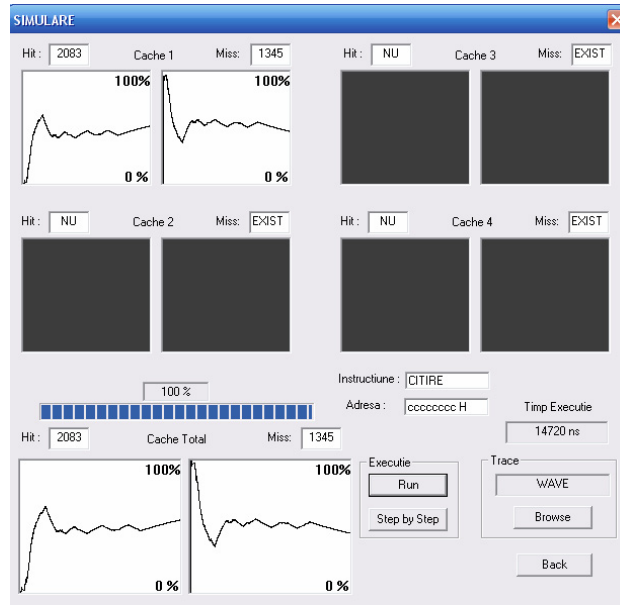 SIMULARE
Hit : 2083 Cache 1 Miss: 1345
100% 100%
0 % 0 %
Hit : NU Cache 3 Miss: EXIST
Hit : NU Cache 2 Miss: EXIST
Hit : NU Cache 4 Miss: EXIST
100 %
Instructiune : CITIRE
Adresa : cccccccc H
Timp Executie
14720 ns
Hit : 2083 Cache Total Miss: 1345
100% 100%
0 % 0 %
Executie
Run
Step by Step
Trace
WAVE
Browse
Back